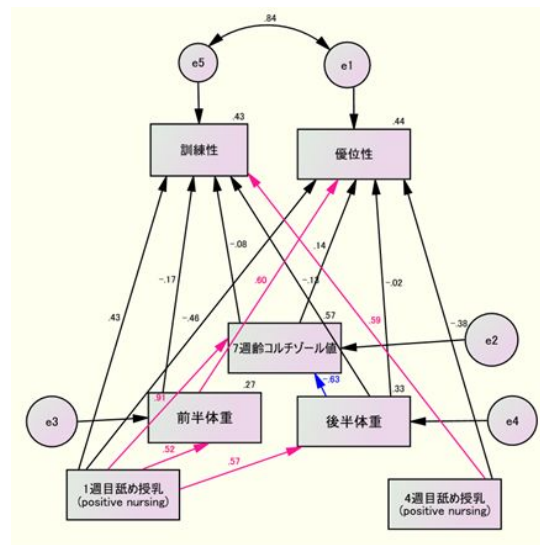 .84
e5
e1
.43
.44
訓練性
優位性
-.08
.14
-.17
.60
-.13
-.02
.43
-.46
.59
-.38
.57
7週齢コルチゾール値
e2
.91
-.63
.27
.33
e3
前半体重
後半体重
e4
.52
.57
1週目舐め授乳
(positive nursing)
4週目舐め授乳
(positive nursing)